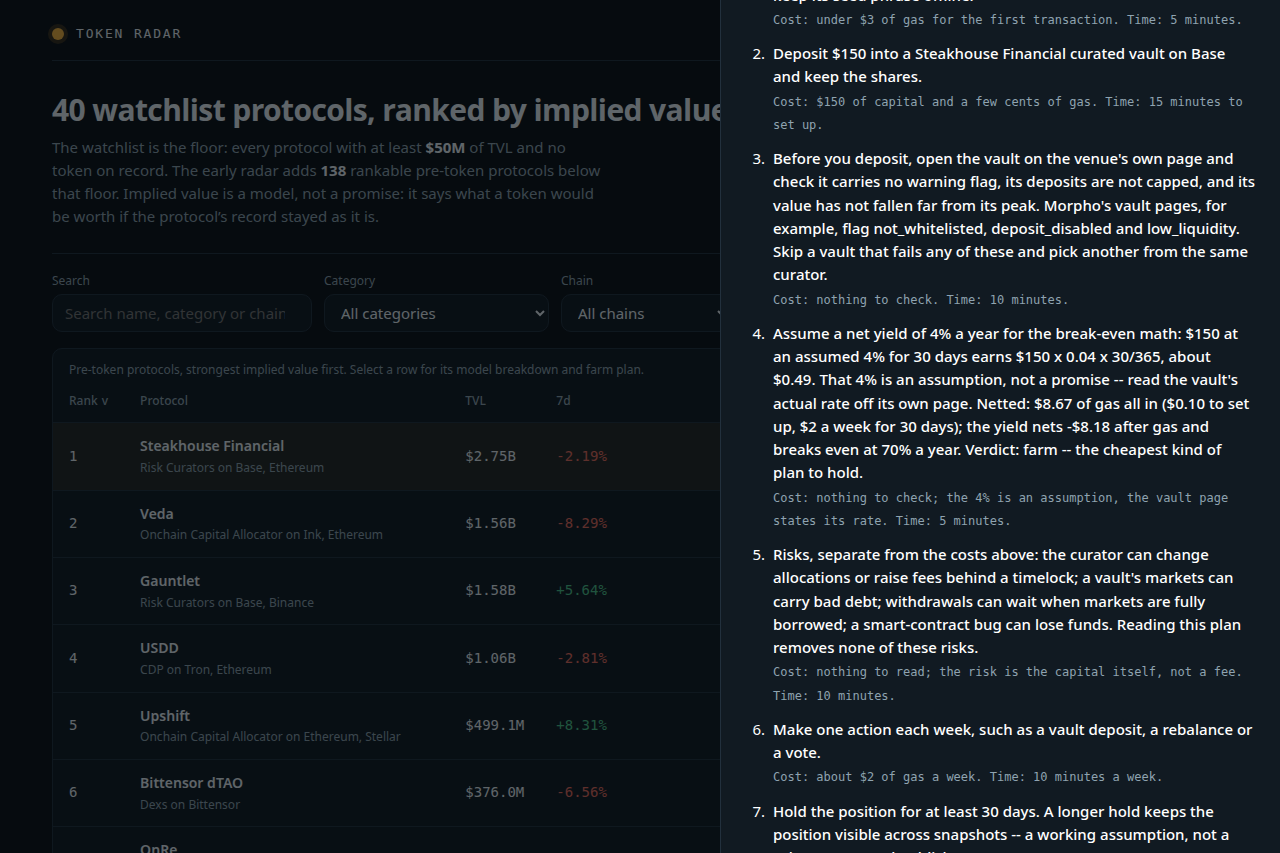 TOKEN RADAR
40 watchlist protocols, ranked by implied value
The watchlist is the floor: every protocol with at least $50M of TVL and no
token on record. The early radar adds 138 rankable pre-token protocols below
that floor. Implied value is a model, not a promise: it says what a token would
be worth if the protocol's record stayed as it is.
Search
Category
Chain
Search name, category or chain
All categories
All chains
Pre-token protocols, strongest implied value first. Select a row for its model breakdown and farm plan.
Rank v Protocol TVL 7d
1 Steakhouse Financial $2.75B -2.19%
Risk Curators on Base, Ethereum
2 Veda $1.56B -8.29%
Onchain Capital Allocator on Ink, Ethereum
3 Gauntlet $1.58B +5.64%
Risk Curators on Base, Binance
4 USDD $1.06B -2.81%
CDP on Tron, Ethereum
5 Upshift $499.1M +8.31%
Onchain Capital Allocator on Ethereum, Stellar
6 Bittensor dTAO $376.0M -6.56%
Dexs on Bittensor
OnRe
Cost: under $3 of gas for the first transaction. Time: 5 minutes.
2. Deposit $150 into a Steakhouse Financial curated vault on Base
and keep the shares.
Cost: $150 of capital and a few cents of gas. Time: 15 minutes to
set up.
3. Before you deposit, open the vault on the venue's own page and
check it carries no warning flag, its deposits are not capped, and its
value has not fallen far from its peak. Morpho's vault pages, for
example, flag not_whitelisted, deposit_disabled and low_liquidity.
Skip a vault that fails any of these and pick another from the same
curator.
Cost: nothing to check. Time: 10 minutes.
4. Assume a net yield of 4% a year for the break-even math: $150 at
an assumed 4% for 30 days earns $150 x 0.04 x 30/365, about
$0.49. That 4% is an assumption, not a promise -- read the vault's
actual rate off its own page. Netted: $8.67 of gas all in ($0.10 to set
up, $2 a week for 30 days); the yield nets -$8.18 after gas and
breaks even at 70% a year. Verdict: farm -- the cheapest kind of
plan to hold.
Cost: nothing to check; the 4% is an assumption, the vault page
states its rate. Time: 5 minutes.
5. Risks, separate from the costs above: the curator can change
allocations or raise fees behind a timelock; a vault's markets can
carry bad debt; withdrawals can wait when markets are fully
borrowed; a smart-contract bug can lose funds. Reading this plan
removes none of these risks.
Cost: nothing to read; the risk is the capital itself, not a fee.
Time: 10 minutes.
6. Make one action each week, such as a vault deposit, a rebalance or
a vote.
Cost: about $2 of gas a week. Time: 10 minutes a week.
7. Hold the position for at least 30 days. A longer hold keeps the
position visible across snapshots -- a working assumption, not a